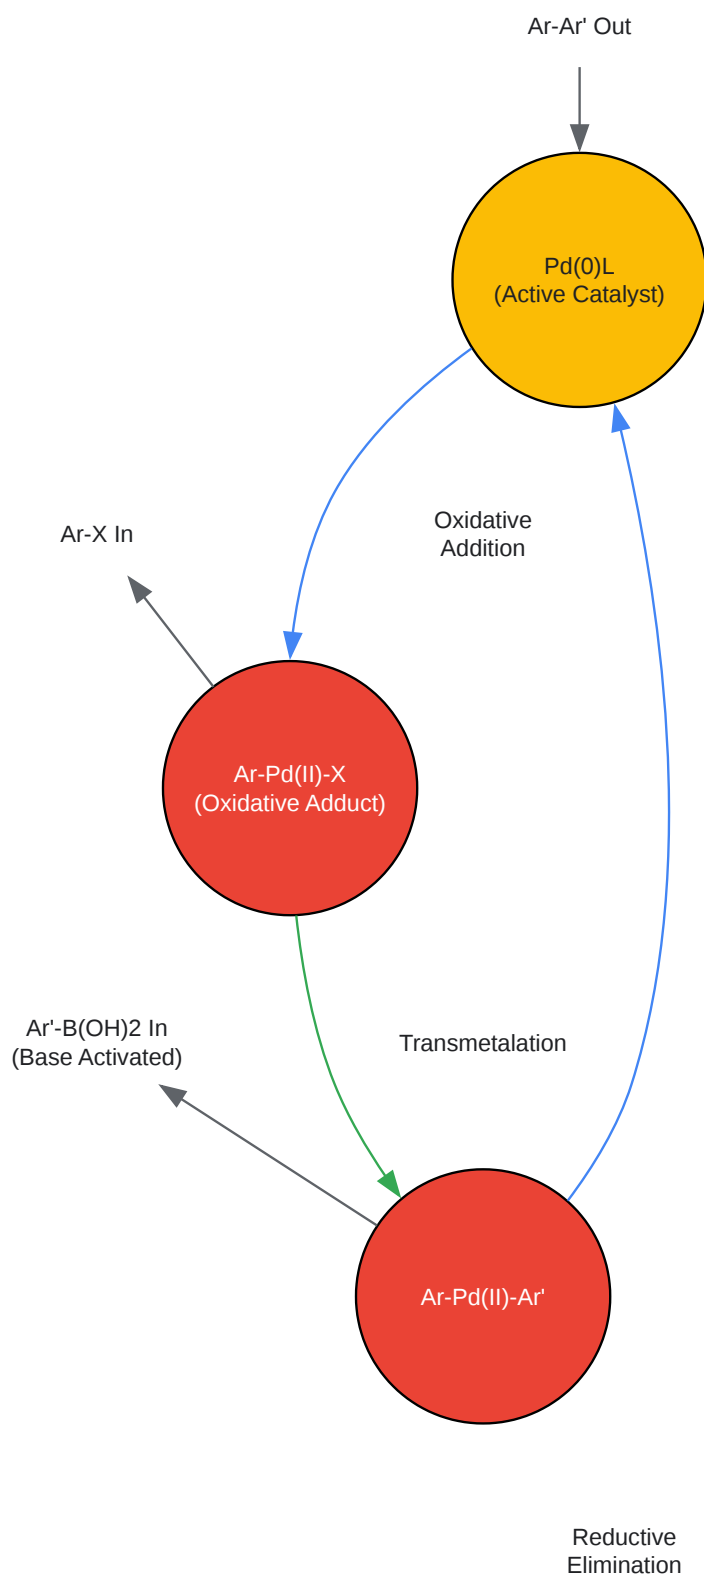 Ar-Ar' Out
Pd(0)L
(Active Catalyst)
Oxidative
Addition
Ar-X In
Ar-Pd(II)-X
(Oxidative Adduct)
Ar'-B(OH)2 In
(Base Activated)
Transmetalation
Ar-Pd(II)-Ar'
Reductive
Elimination